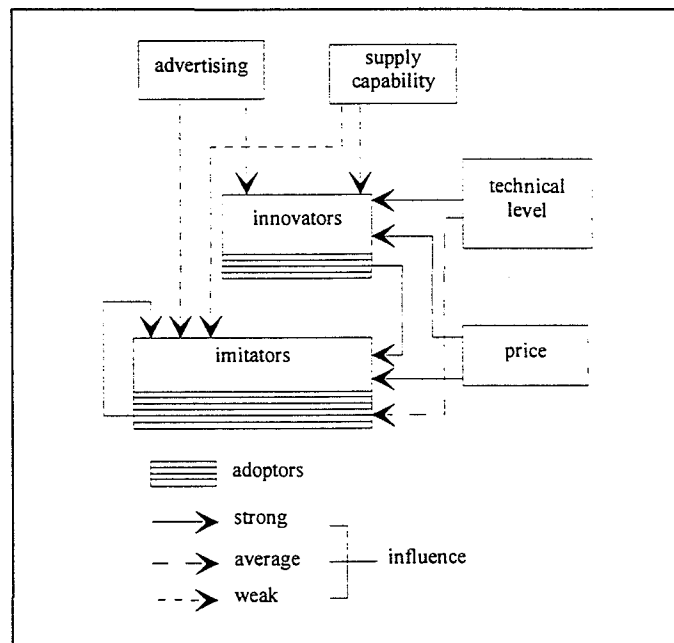 advertising
supply
capability
technical
level
innovators
imitators
price
adoptors
strong
average
influence
weak